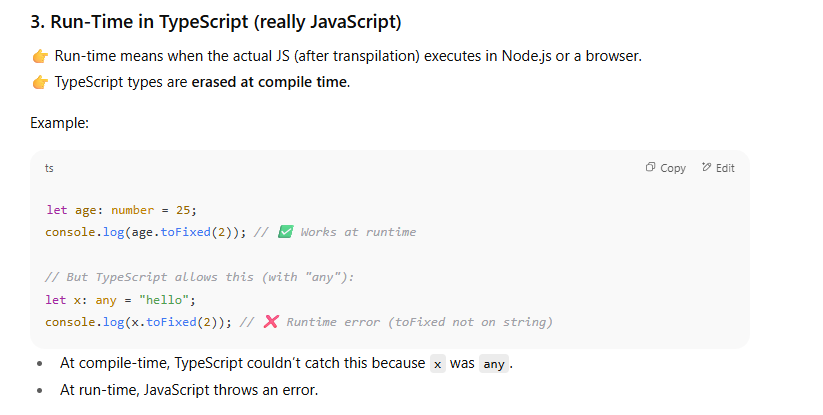 3. Run-Time in TypeScript (really JavaScript)
👉 Run-time means when the actual JS (after transpilation) executes in Node.js or a browser.
👉 TypeScript types are erased at compile time.
Example:
ts Copy Edit
let age: number = 25;
console.log(age.toFixed(2)); // ✅ Works at runtime
// But TypeScript allows this (with "any"):
let x: any = "hello";
console.log(x.toFixed(2)); // ❌ Runtime error (toFixed not on string)
• At compile-time, TypeScript couldn't catch this because x was any.
• At run-time, JavaScript throws an error.